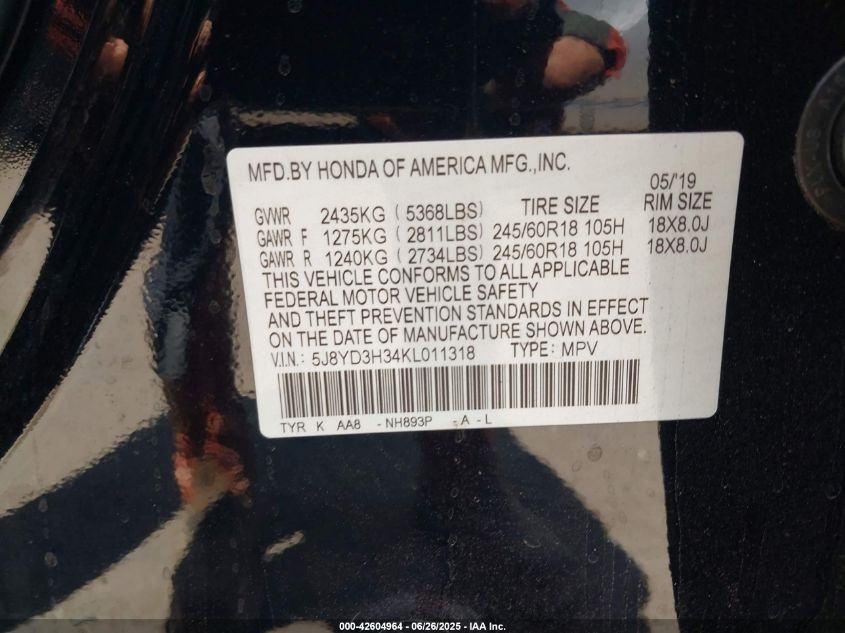 MFD.BY HONDA OF AMERICA MFG.,INC.
05/'19
GVWR 2435KG ( 5368LBS) TIRE SIZE RIM SIZE
GAWR F 1275KG ( 2811LBS) 245/60R18 105H 18X8.0J
GAWR R 1240KG ( 2734LBS) 245/60R18 105H 18X8.0J
THIS VEHICLE CONFORMS TO ALL APPLICABLE
FEDERAL MOTOR VEHICLE SAFETY
AND THEFT PREVENTION STANDARDS IN EFFECT
ON THE DATE OF MANUFACTURE SHOWN ABOVE.
V.I.N.: 5J8YD3H34KL011318 TYPE: MPV
TYR K AA8 -NH893P -A -L
000-42604964 - 06/26/2025 - IAA Inc.